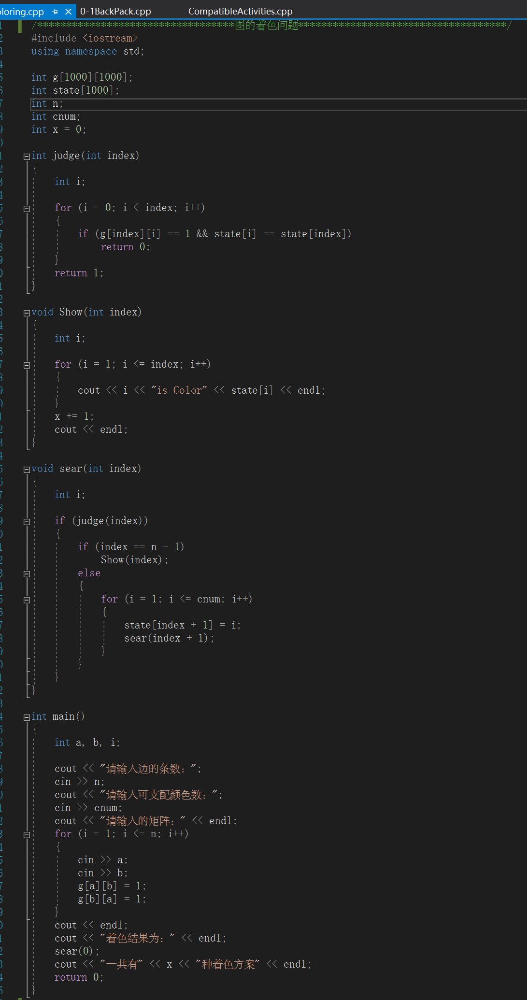 loring.cpp 0-1BackPack.cpp CompatibleActivities.cpp
/**********************************图的着色问题************************************/
#include <iostream>
using namespace std;
int g[1000][1000];
int state[1000];
int n;
int cnum;
int x = 0;
int judge(int index)
{
int i;
for (i = 0; i < index; i++)
{
if (g[index][i] == 1 && state[i] == state[index])
return 0;
}
return 1;
}
void Show(int index)
{
int i;
for (i = 1; i <= index; i++)
{
cout << i << "is Color" << state[i] << endl;
}
x += 1;
cout << endl;
}
void sear(int index)
{
int i;
if (judge(index))
{
if (index == n - 1)
Show(index);
else
{
for (i = 1; i <= cnum; i++)
{
state[index + 1] = i;
sear(index + 1);
}
}
}
}
int main()
{
int a, b, i;
cout << "请输入边的条数：";
cin >> n;
cout << "请输入可支配颜色数：";
cin >> cnum;
cout << "请输入的矩阵：" << endl;
for (i = 1; i <= n; i++)
{
cin >> a;
cin >> b;
g[a][b] = 1;
g[b][a] = 1;
}
cout << endl;
cout << "着色结果为：" << endl;
sear(0);
cout << "一共有" << x << "种着色方案" << endl;
return 0;
}